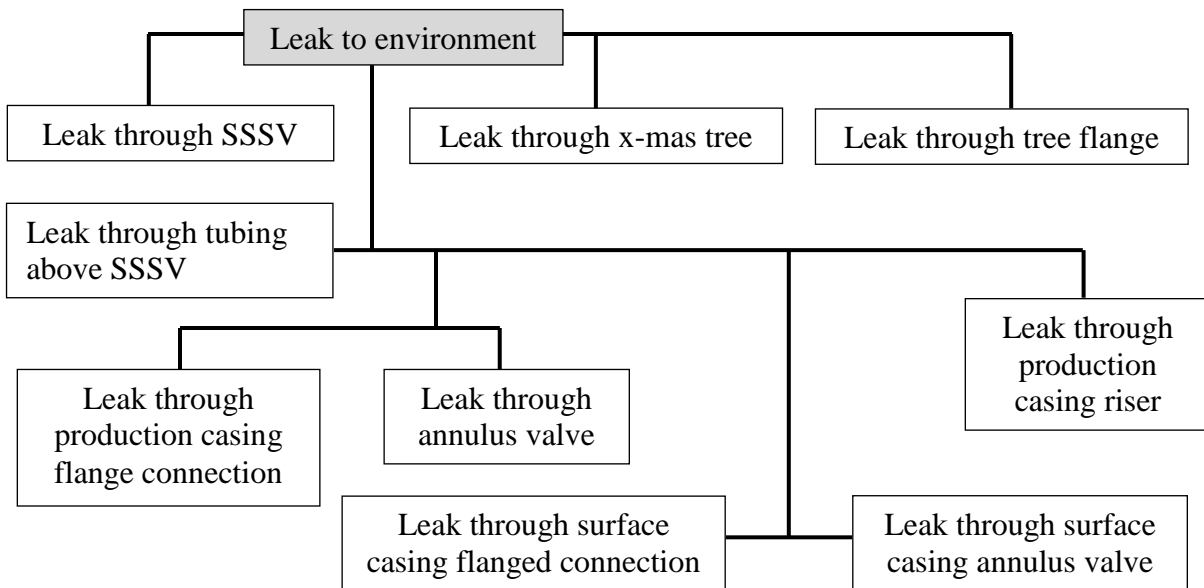 Leak to environment
Leak through SSSV
Leak through x-mas tree
Leak through tree flange
Leak through tubing
above SSSV
Leak through
production
casing riser
Leak through
production casing
flange connection
Leak through
annulus valve
Leak through surface
casing flanged connection
Leak through surface
casing annulus valve